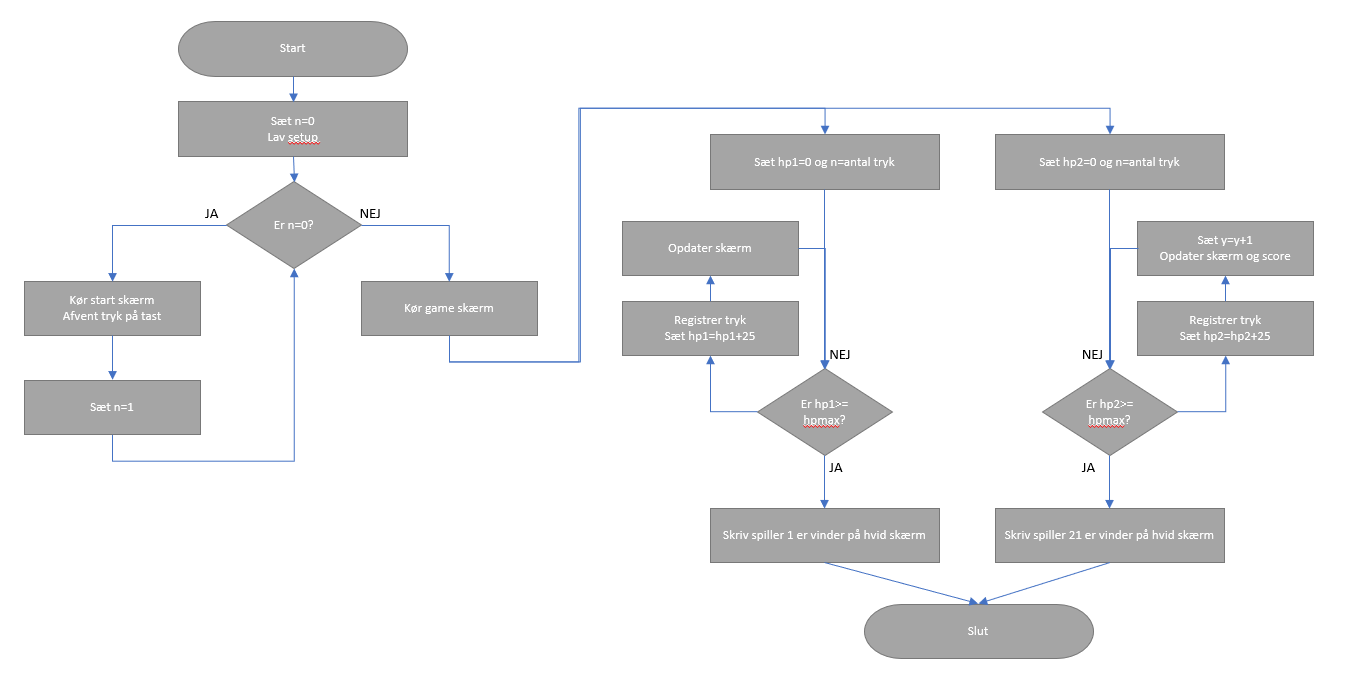 Start
Sæt n=0
Lav setup
Er n=0?
JA
NEJ
Kør start skærm
Afvent tryk på tast
Sæt n=1
Kør game skærm
Sæt hp1=0 og n=antal tryk
Opdater skærm
Registrer tryk
Sæt hp1=hp1+25
NEJ
Er hp1>=
hpmax?
JA
Skriv spiller 1 er vinder på hvid skærm
Sæt hp2=0 og n=antal tryk
Sæt y=y+1
Opdater skærm og score
Registrer tryk
Sæt hp2=hp2+25
NEJ
Er hp2>=
hpmax?
JA
Skriv spiller 21 er vinder på hvid skærm
Slut